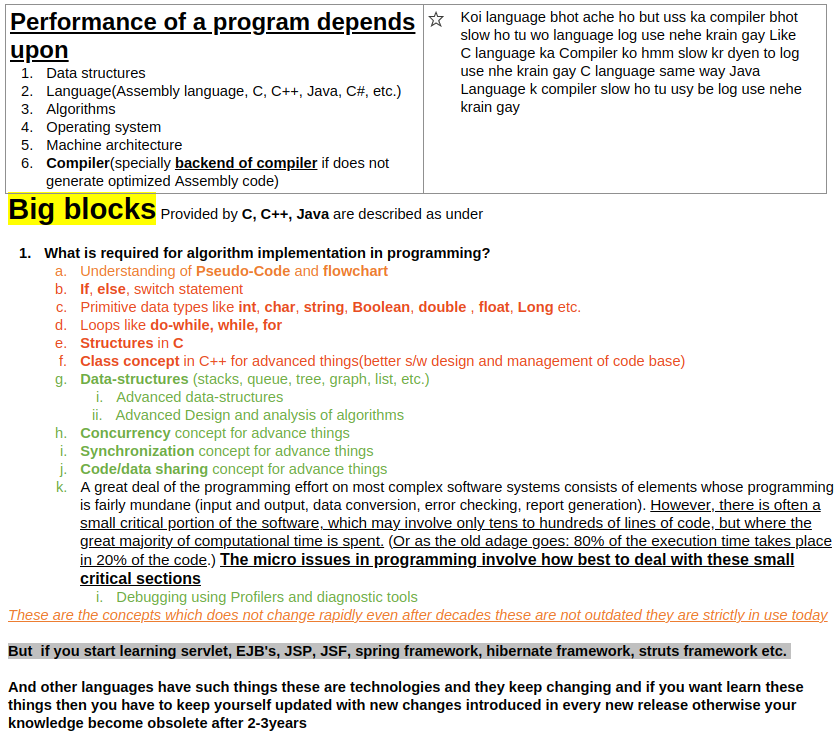 Performance of a program depends
upon
1. Data structures
2. Language(Assembly language, C, C++, Java, C#, etc.)
3. Algorithms
4. Operating system
5. Machine architecture
6. Compiler(specially backend of compiler if does not
generate optimized Assembly code)
Koi language bhot ache ho but uss ka compiler bhot
slow ho tu wo language log use nehe krain gay Like
C language ka Compiler ko hmm slow kr dyen to log
use nhe krain gay C language same way Java
Language k compiler slow ho tu usy be log use nehe
krain gay
Big blocks Provided by C, C++, Java are described as under
1. What is required for algorithm implementation in programming?
a. Understanding of Pseudo-Code and flowchart
b. If, else, switch statement
c. Primitive data types like int, char, string, Boolean, double , float, Long etc.
d. Loops like do-while, while, for
e. Structures in C
f. Class concept in C++ for advanced things(better s/w design and management of code base)
g. Data-structures (stacks, queue, tree, graph, list, etc.)
i. Advanced data-structures
ii. Advanced Design and analysis of algorithms
h. Concurrency concept for advance things
i. Synchronization concept for advance things
j. Code/data sharing concept for advance things
k. A great deal of the programming effort on most complex software systems consists of elements whose programming
is fairly mundane (input and output, data conversion, error checking, report generation). However, there is often a
small critical portion of the software, which may involve only tens to hundreds of lines of code, but where the
great majority of computational time is spent. (Or as the old adage goes: 80% of the execution time takes place
in 20% of the code.) The micro issues in programming involve how best to deal with these small
critical sections
i. Debugging using Profilers and diagnostic tools
These are the concepts which does not change rapidly even after decades these are not outdated they are strictly in use today
But if you start learning servlet, EJB's, JSP, JSF, spring framework, hibernate framework, struts framework etc.
And other languages have such things these are technologies and they keep changing and if you want learn these
things then you have to keep yourself updated with new changes introduced in every new release otherwise your
knowledge become obsolete after 2-3years